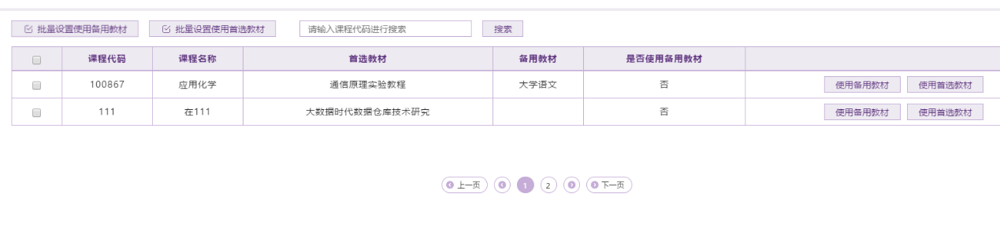 批量设置使用备用教材 批量设置使用首选教材 请输入课程代码进行搜索 搜索
课程代码 课程名称 首选教材 备用教材 是否使用备用教材
100867 应用化学 通信原理实验教程 大学语文 否 使用备用教材 使用首选教材
111 在111 大数据时代数据仓库技术研究 否 使用备用教材 使用首选教材
上一页 1 2 下一页